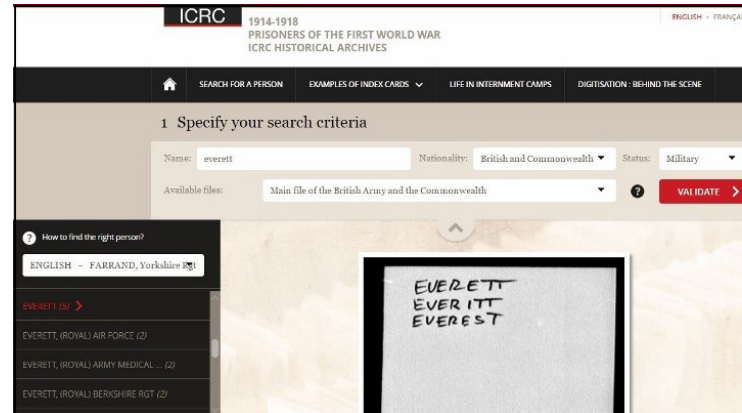 ICRC
1914-1918
PRISONERS OF THE FIRST WORLD WAR
ICRC HISTORICAL ARCHIVES
ENGLISH - FRANÇA
SEARCH FOR A PERSON EXAMPLES OF INDEX CARDS LIFE IN INTERNMENT CAMPS DIGITISATION : BEHIND THE SCENE
1 Specify your search criteria
Name: everett Nationality: British and Commonwealth Status: Military
Available files: Main file of the British Army and the Commonwealth ? VALIDATE
? How to find the right person?
ENGLISH – FARRAND, Yorkshire Rgt
EVERETT (5)
EVERETT, (ROYAL) AIR FORCE (2)
EVERETT, (ROYAL) ARMY MEDICAL ... (2)
EVERETT, (ROYAL) BERKSHIRE RGT (2)
EVERETT
EVERITT
EVEREST